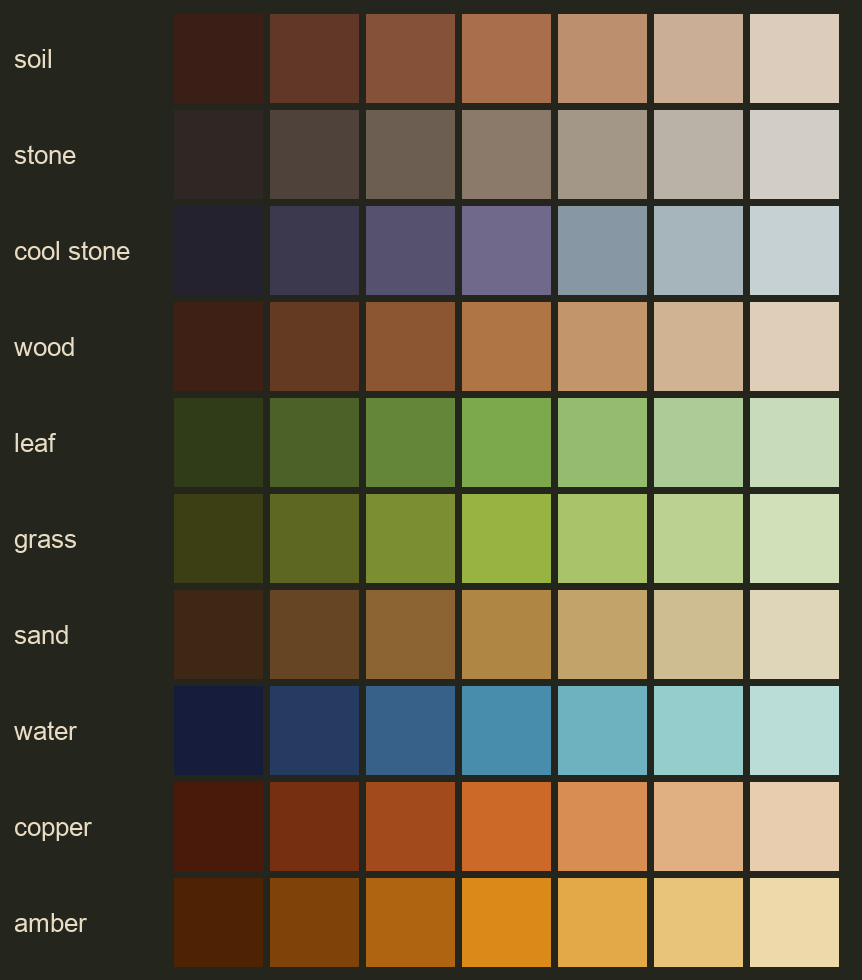 soil
stone
cool stone
wood
leaf
grass
sand
water
copper
amber